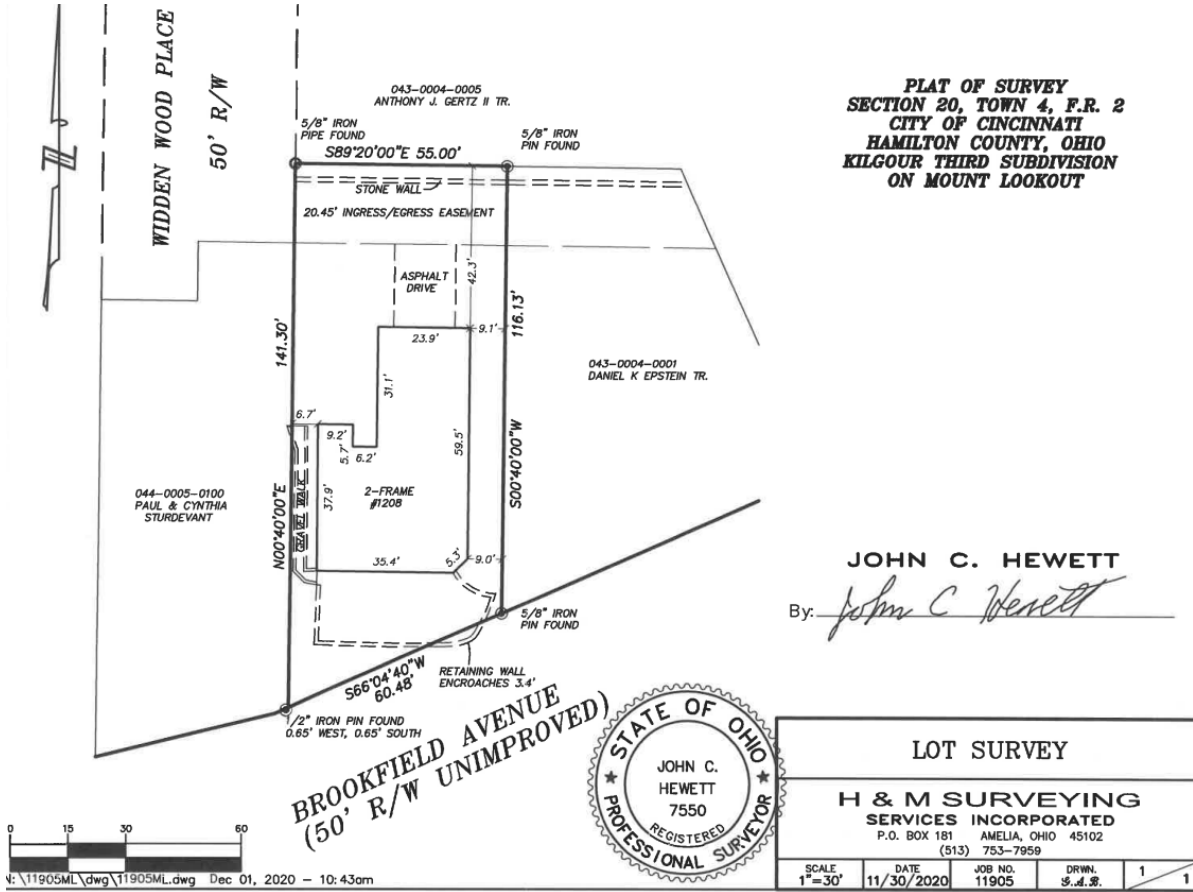 WIDDEN WOOD PLACE
50' R/W
043-0004-0005
ANTHONY J. GERTZ II TR.
5/8" IRON
PIPE FOUND
S89°20'00"E 55.00'
5/8" IRON
PIN FOUND
STONE WALL
20.45' INGRESS/EGRESS EASEMENT
PLAT OF SURVEY
SECTION 20, TOWN 4, F.R. 2
CITY OF CINCINNATI
HAMILTON COUNTY, OHIO
KILGOUR THIRD SUBDIVISION
ON MOUNT LOOKOUT
N
ASPHALT
DRIVE
42.3'
116.13'
9.1'
23.9'
141.30'
31.1'
043-0004-0001
DANIEL K EPSTEIN TR.
6.7'
9.2'
5.7'
6.2'
59.5'
S00°40'00"W
044-0005-0100
PAUL & CYNTHIA
STURDEVANT
N00°40'00"E
GRAVEL WALK
37.9'
2-FRAME
#1208
35.4'
5.3'
9.0'
5/8" IRON
PIN FOUND
RETAINING WALL
ENCROACHES 3.4'
S66°04'40"W
60.48'
1/2" IRON PIN FOUND
0.65' WEST, 0.65' SOUTH
BROOKFIELD AVENUE
(50' R/W UNIMPROVED)
JOHN C. HEWETT
By: John C Hewett
STATE OF OHIO
JOHN C.
HEWETT
7550
REGISTERED
PROFESSIONAL SURVEYOR
LOT SURVEY
H & M SURVEYING
SERVICES INCORPORATED
P.O. BOX 181 AMELIA, OHIO 45102
(513) 753-7959
SCALE
1"=30'
DATE
11/30/2020
JOB NO.
11905
DRWN.
G.A.B.
1
1
0 15 30 60
N: \11905ML\dwg\11905ML.dwg Dec 01, 2020 - 10:43am